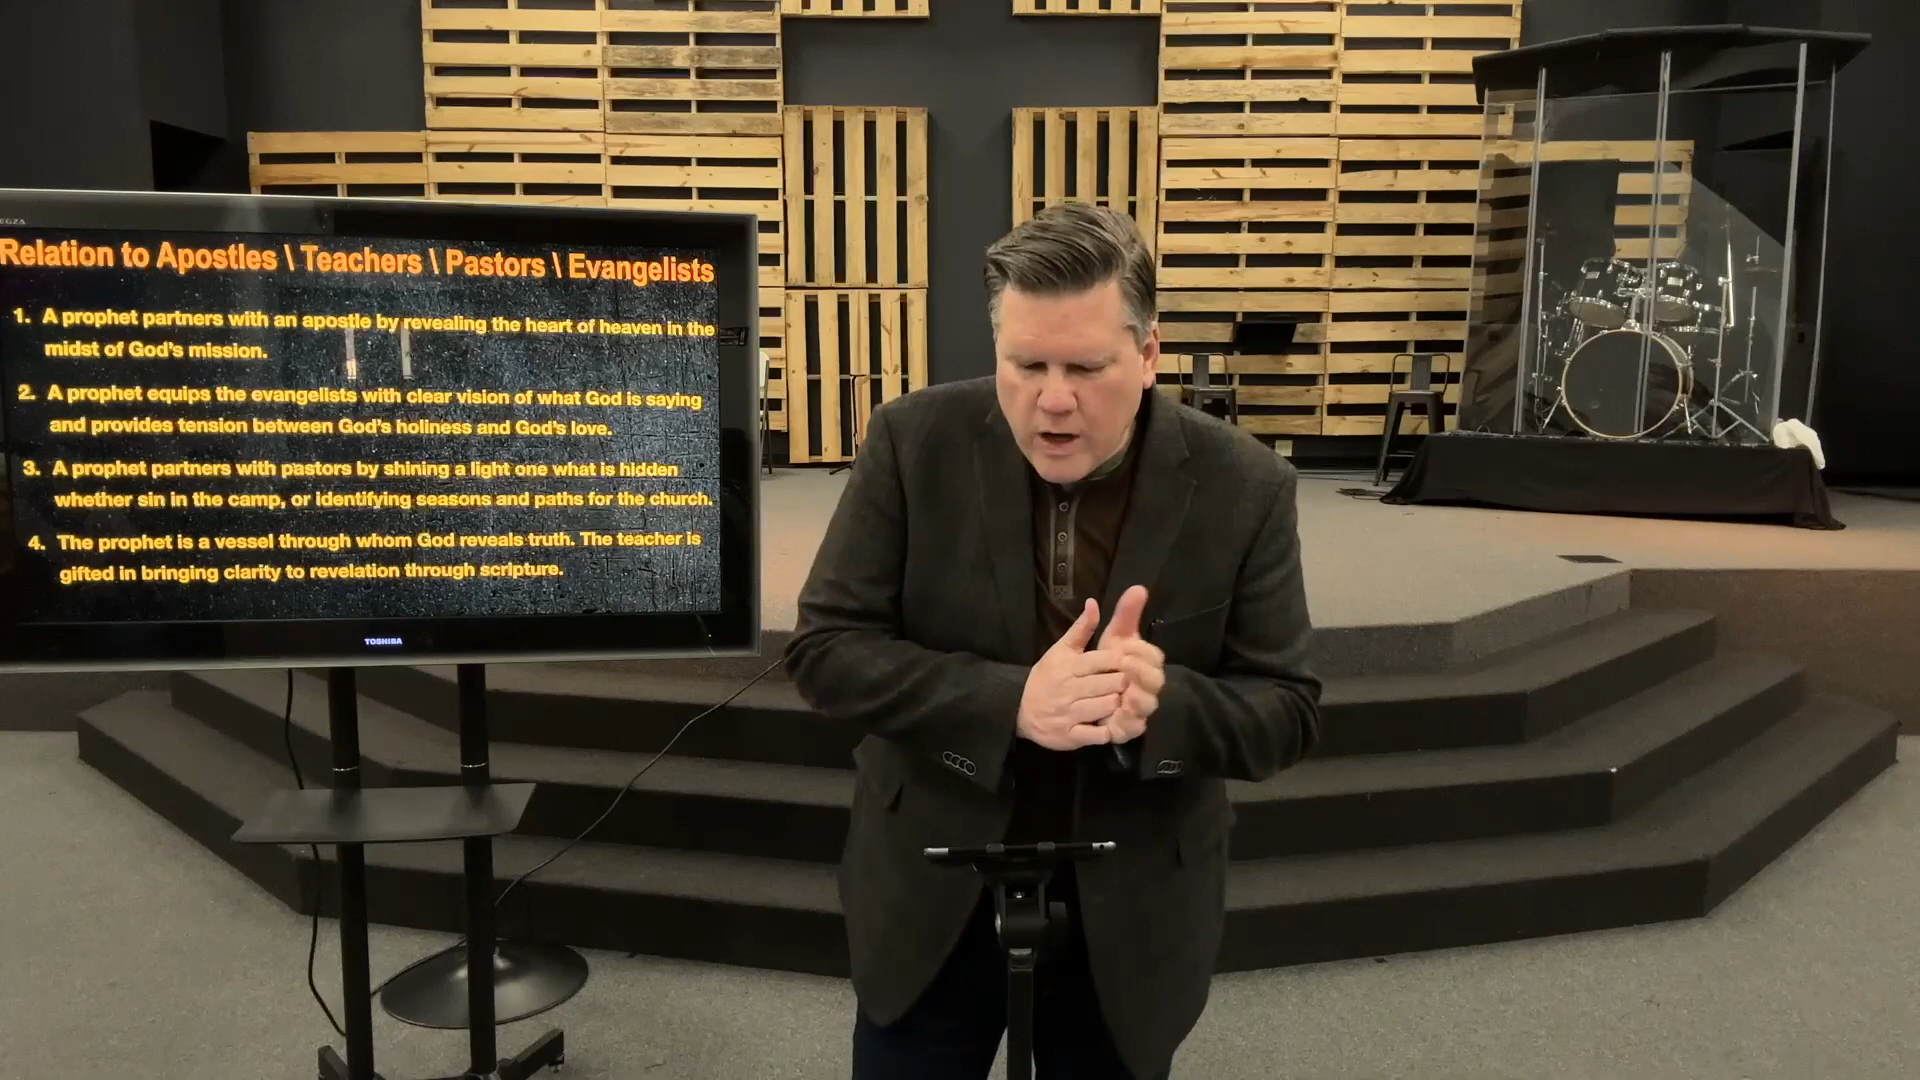 EGZA
Relation to Apostles \ Teachers \ Pastors \ Evangelists
1. A prophet partners with an apostle by revealing the heart of heaven in the
midst of God's mission.
2. A prophet equips the evangelists with clear vision of what God is saying
and provides tension between God's holiness and God's love.
3. A prophet partners with pastors by shining a light one what is hidden
whether sin in the camp, or identifying seasons and paths for the church.
4. The prophet is a vessel through whom God reveals truth. The teacher is
gifted in bringing clarity to revelation through scripture.
TOSHIBA